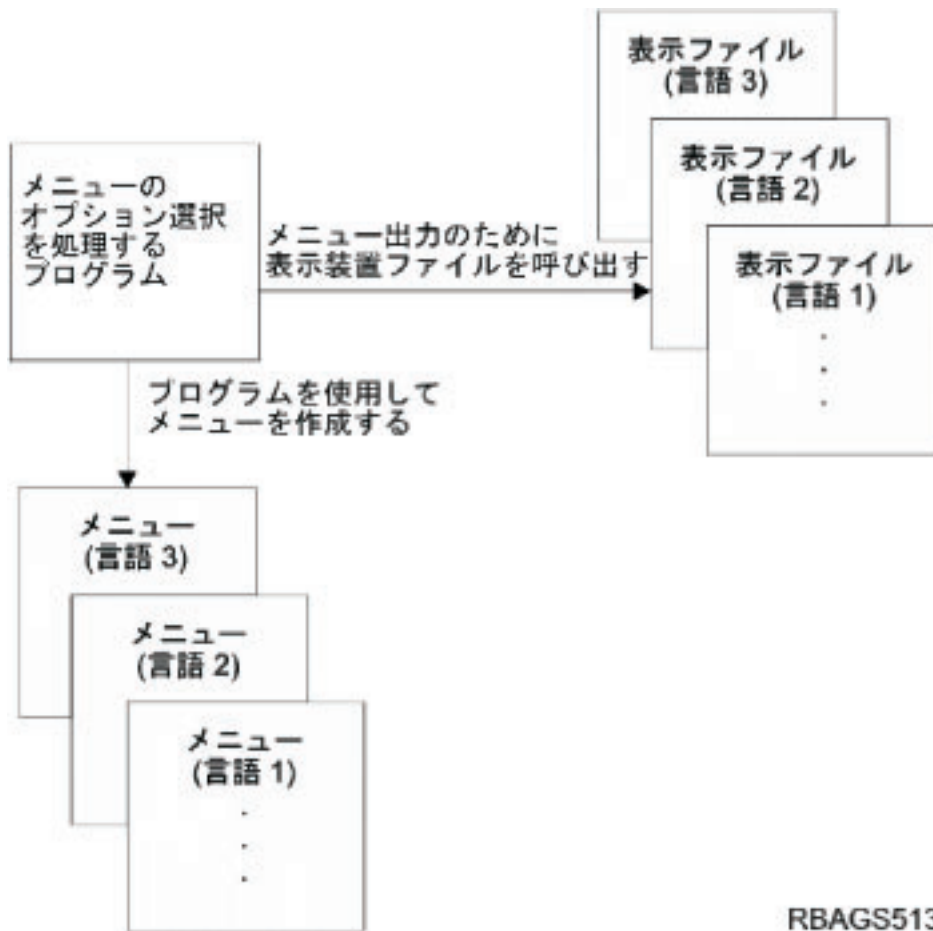 表示ファイル
(言語 3)
表示ファイル
(言語 2)
表示ファイル
(言語 1)
メニューの
オプション選択
を処理する
プログラム
メニュー出力のために
表示装置ファイルを呼び出す
プログラムを使用して
メニューを作成する
メニュー
(言語 3)
メニュー
(言語 2)
メニュー
(言語 1)
RBAGS513